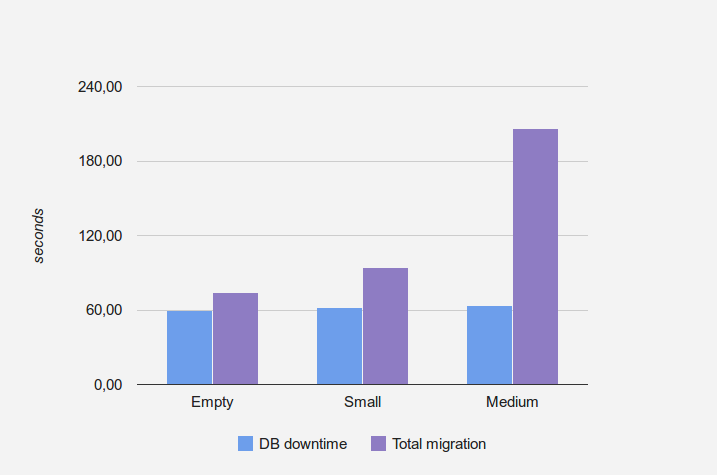 240,00
180,00
120,00
60,00
0,00
seconds
Empty
Small
Medium
DB downtime
Total migration